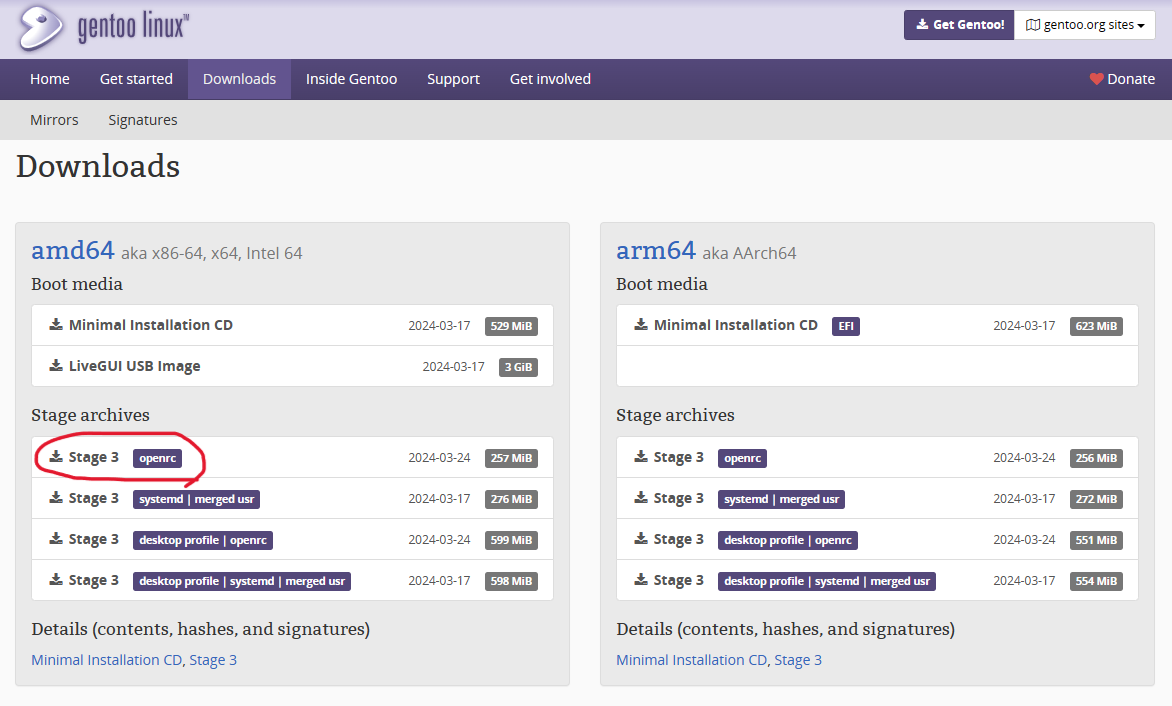 gentoo linux™
Get Gentoo!
gentoo.org sites
Home Get started Downloads Inside Gentoo Support Get involved Donate
Mirrors Signatures
Downloads
amd64 aka x86-64, x64, Intel 64
Boot media
Minimal Installation CD 2024-03-17 529 MiB
LiveGUI USB Image 2024-03-17 3 GiB
Stage archives
Stage 3 openrc 2024-03-24 257 MiB
Stage 3 systemd | merged usr 2024-03-17 276 MiB
Stage 3 desktop profile | openrc 2024-03-24 599 MiB
Stage 3 desktop profile | systemd | merged usr 2024-03-17 598 MiB
Details (contents, hashes, and signatures)
Minimal Installation CD, Stage 3
arm64 aka AArch64
Boot media
Minimal Installation CD EFI 2024-03-17 623 MiB
Stage archives
Stage 3 openrc 2024-03-24 256 MiB
Stage 3 systemd | merged usr 2024-03-17 272 MiB
Stage 3 desktop profile | openrc 2024-03-24 551 MiB
Stage 3 desktop profile | systemd | merged usr 2024-03-17 554 MiB
Details (contents, hashes, and signatures)
Minimal Installation CD, Stage 3